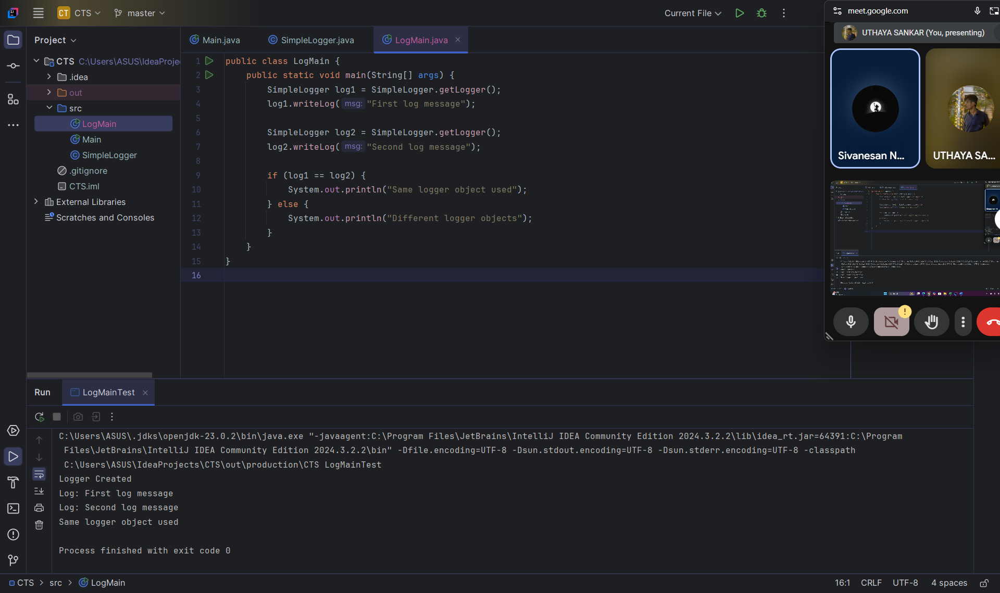 CT CTS master Current File
meet.google.com
UTHAYA SANKAR (You, presenting)
Project
Main.java SimpleLogger.java LogMain.java
CTS C:\Users\ASUS\IdeaProje
.idea
out
src
LogMain
Main
SimpleLogger
.gitignore
CTS.iml
External Libraries
Scratches and Consoles
1 public class LogMain {
2 public static void main(String[] args) {
3 SimpleLogger log1 = SimpleLogger.getLogger();
4 log1.writeLog( msg: "First log message");
5
6 SimpleLogger log2 = SimpleLogger.getLogger();
7 log2.writeLog( msg: "Second log message");
8
9 if (log1 == log2) {
10 System.out.println("Same logger object used");
11 } else {
12 System.out.println("Different logger objects");
13 }
14 }
15 }
16
Sivanesan N... UTHAYA SA...
Run LogMainTest
C:\Users\ASUS\.jdks\openjdk-23.0.2\bin\java.exe "-javaagent:C:\Program Files\JetBrains\IntelliJ IDEA Community Edition 2024.3.2.2\lib\idea_rt.jar=64391:C:\Program
Files\JetBrains\IntelliJ IDEA Community Edition 2024.3.2.2\bin" -Dfile.encoding=UTF-8 -Dsun.stdout.encoding=UTF-8 -Dsun.stderr.encoding=UTF-8 -classpath
C:\Users\ASUS\IdeaProjects\CTS\out\production\CTS LogMainTest
Logger Created
Log: First log message
Log: Second log message
Same logger object used
Process finished with exit code 0
CTS > src > LogMain
16:1 CRLF UTF-8 4 spaces